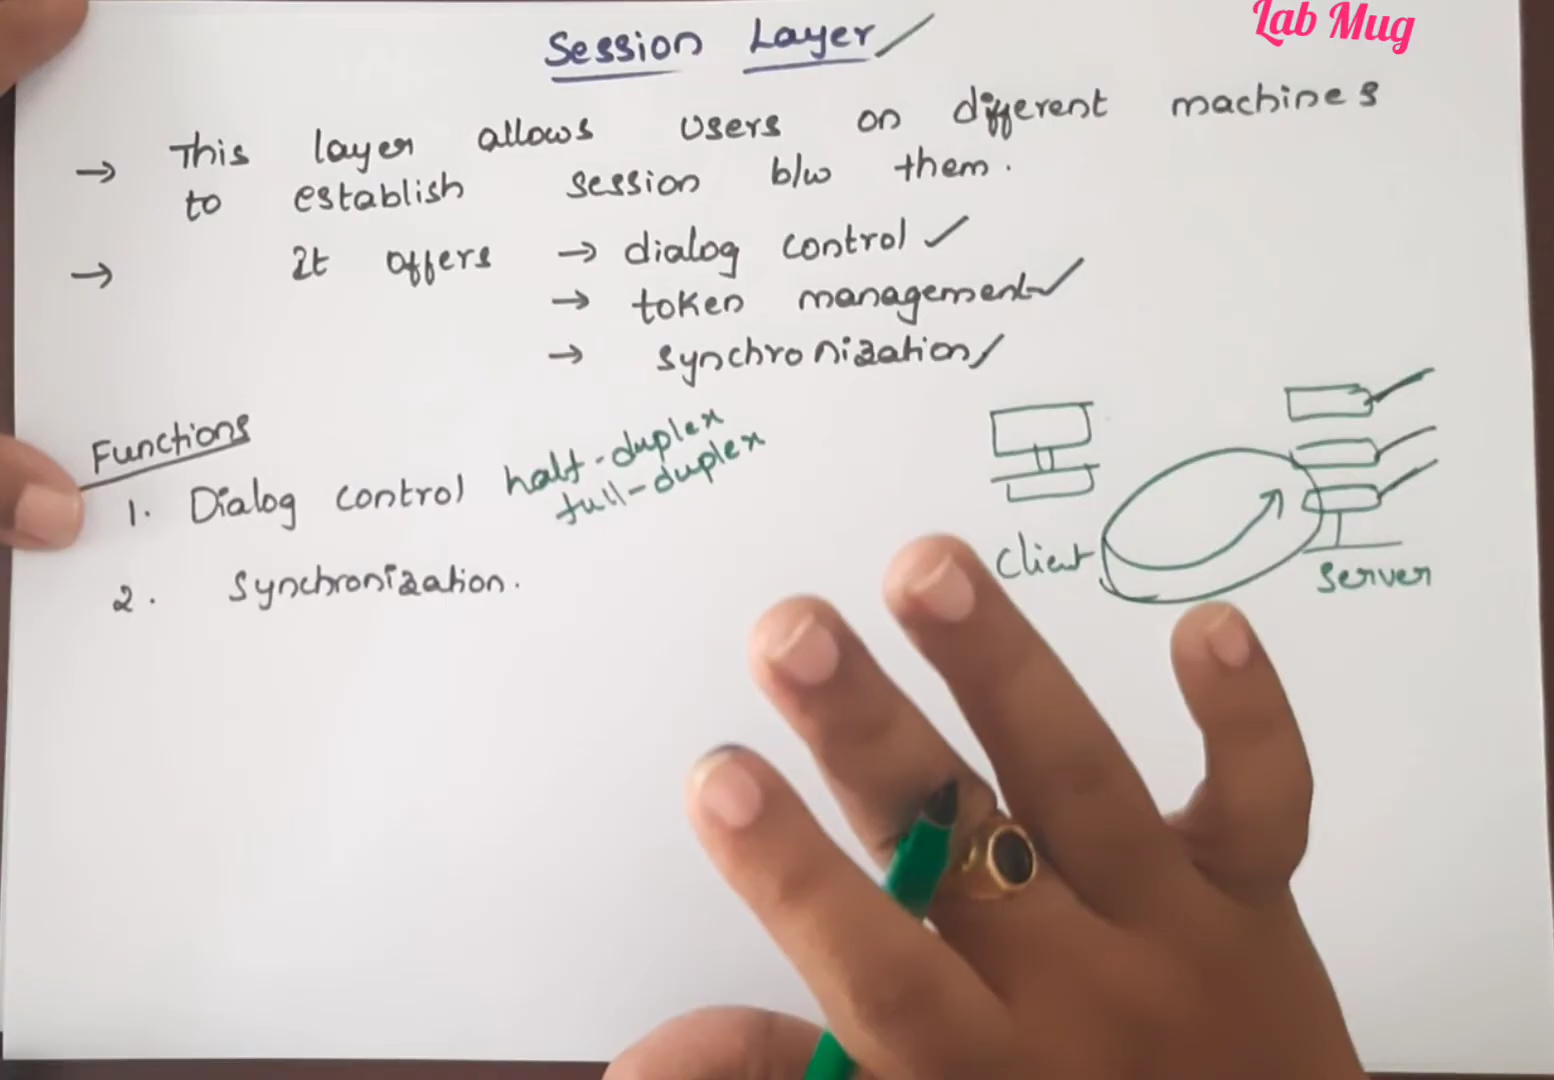 Lab Mug
Session Layer
→ This layer allows users on different machines
to establish session b/w them.
→ It offers → dialog control ✓
→ token management ✓
→ synchronization
Functions
1. Dialog control half-duplex
full-duplex
2. Synchronization.
Client
Server